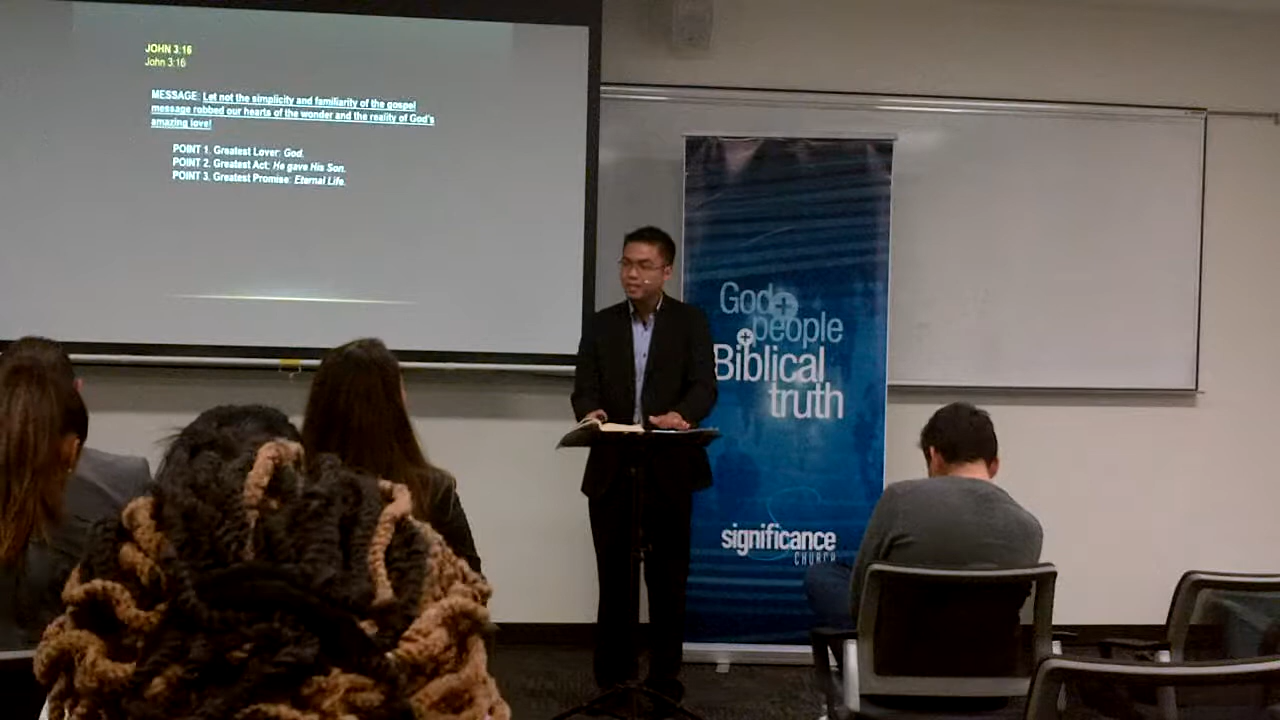 JOHN 3:16
John 3:16
MESSAGE: Let not the simplicity and familiarity of the gospel
message robbed our hearts of the wonder and the reality of God's
amazing love!
POINT 1. Greatest Lover: God.
POINT 2. Greatest Act: He gave His Son.
POINT 3. Greatest Promise: Eternal Life.
God+
people
+
Biblical
truth
significance
CHURCH